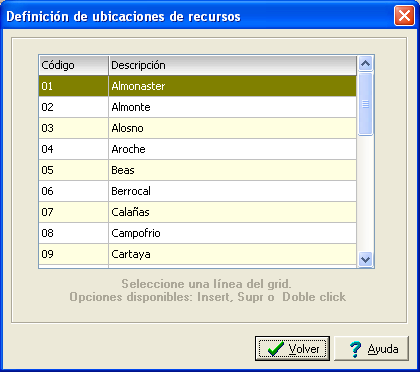 Definición de ubicaciones de recursos
Código Descripción
01 Almonaster
02 Almonte
03 Alosno
04 Aroche
05 Beas
06 Berrocal
07 Calañas
08 Campofrio
09 Cartaya
Seleccione una línea del grid.
Opciones disponibles: Insert, Supr o Doble click
Volver Ayuda